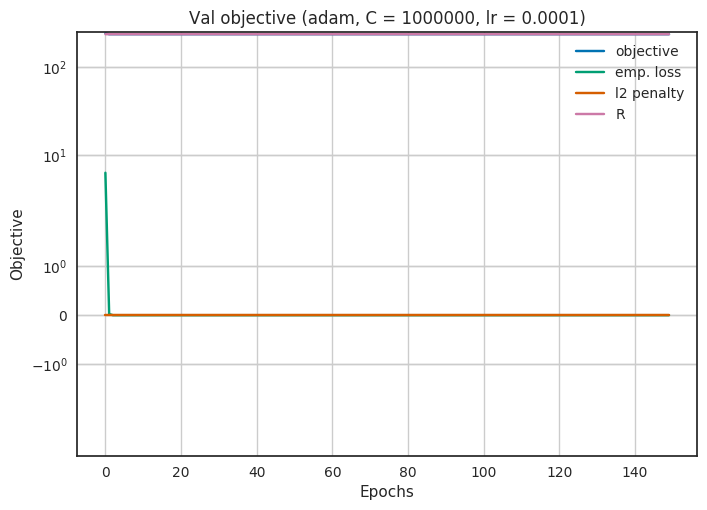 Val objective (adam, C = 1000000, lr = 0.0001)
objective
emp. loss
l2 penalty
R
10²
10¹
10⁰
0
−10⁰
Objective
0 20 40 60 80 100 120 140
Epochs